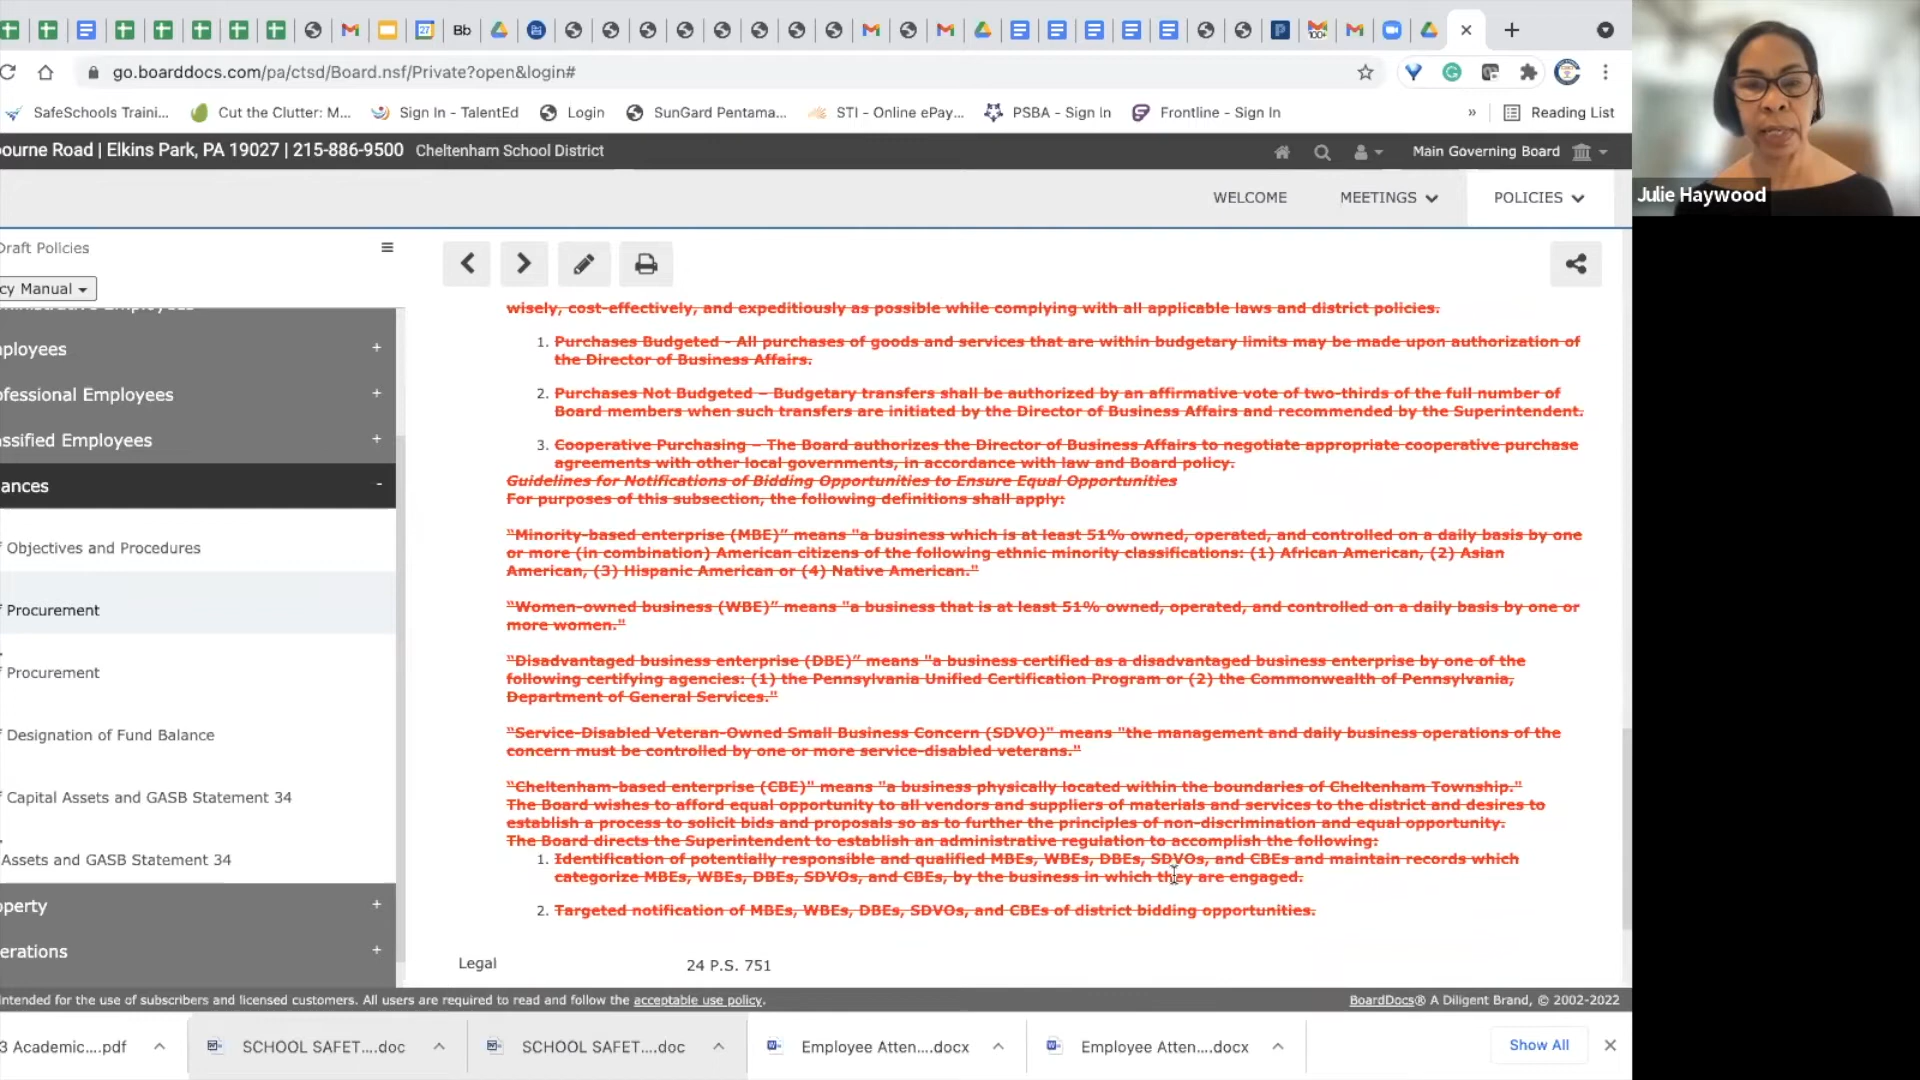 Bb
27
100+
go.boarddocs.com/pa/ctsd/Board.nsf/Private?open&login#
SafeSchools Traini...
Cut the Clutter: M...
Sign In - TalentEd
Login
SunGard Pentama...
STI - Online ePay...
PSBA - Sign In
Frontline - Sign In
»
Reading List
ourne Road | Elkins Park, PA 19027 | 215-886-9500 Cheltenham School District
Main Governing Board
WELCOME
MEETINGS
POLICIES
Draft Policies
cy Manual
ployees +
ofessional Employees +
assified Employees +
ances -
Objectives and Procedures
Procurement
Procurement
Designation of Fund Balance
Capital Assets and GASB Statement 34
Assets and GASB Statement 34
operty +
erations +
wisely, cost-effectively, and expeditiously as possible while complying with all applicable laws and district policies.
1. Purchases Budgeted - All purchases of goods and services that are within budgetary limits may be made upon authorization of
the Director of Business Affairs.
2. Purchases Not Budgeted – Budgetary transfers shall be authorized by an affirmative vote of two-thirds of the full number of
Board members when such transfers are initiated by the Director of Business Affairs and recommended by the Superintendent.
3. Cooperative Purchasing – The Board authorizes the Director of Business Affairs to negotiate appropriate cooperative purchase
agreements with other local governments, in accordance with law and Board policy.
Guidelines for Notifications of Bidding Opportunities to Ensure Equal Opportunities
For purposes of this subsection, the following definitions shall apply:
“Minority-based enterprise (MBE)” means "a business which is at least 51% owned, operated, and controlled on a daily basis by one
or more (in combination) American citizens of the following ethnic minority classifications: (1) African American, (2) Asian
American, (3) Hispanic American or (4) Native American."
“Women-owned business (WBE)” means "a business that is at least 51% owned, operated, and controlled on a daily basis by one or
more women."
“Disadvantaged business enterprise (DBE)” means "a business certified as a disadvantaged business enterprise by one of the
following certifying agencies: (1) the Pennsylvania Unified Certification Program or (2) the Commonwealth of Pennsylvania,
Department of General Services."
“Service-Disabled Veteran-Owned Small Business Concern (SDVO)" means "the management and daily business operations of the
concern must be controlled by one or more service-disabled veterans."
“Cheltenham-based enterprise (CBE)" means "a business physically located within the boundaries of Cheltenham Township."
The Board wishes to afford equal opportunity to all vendors and suppliers of materials and services to the district and desires to
establish a process to solicit bids and proposals so as to further the principles of non-discrimination and equal opportunity.
The Board directs the Superintendent to establish an administrative regulation to accomplish the following:
1. Identification of potentially responsible and qualified MBEs, WBEs, DBEs, SDVOs, and CBEs and maintain records which
categorize MBEs, WBEs, DBEs, SDVOs, and CBEs, by the business in which they are engaged.
2. Targeted notification of MBEs, WBEs, DBEs, SDVOs, and CBEs of district bidding opportunities.
Legal
24 P.S. 751
intended for the use of subscribers and licensed customers. All users are required to read and follow the acceptable use policy.
BoardDocs® A Diligent Brand, © 2002-2022
3 Academic....pdf
SCHOOL SAFET....doc
SCHOOL SAFET....doc
Employee Atten....docx
Employee Atten....docx
Show All
Julie Haywood